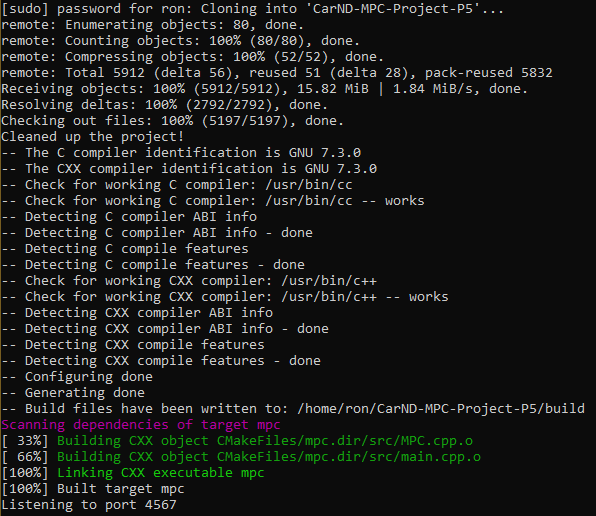 [sudo] password for ron: Cloning into 'CarND-MPC-Project-P5'...
remote: Enumerating objects: 80, done.
remote: Counting objects: 100% (80/80), done.
remote: Compressing objects: 100% (52/52), done.
remote: Total 5912 (delta 56), reused 51 (delta 28), pack-reused 5832
Receiving objects: 100% (5912/5912), 15.82 MiB | 1.84 MiB/s, done.
Resolving deltas: 100% (2792/2792), done.
Checking out files: 100% (5197/5197), done.
Cleaned up the project!
-- The C compiler identification is GNU 7.3.0
-- The CXX compiler identification is GNU 7.3.0
-- Check for working C compiler: /usr/bin/cc
-- Check for working C compiler: /usr/bin/cc -- works
-- Detecting C compiler ABI info
-- Detecting C compiler ABI info - done
-- Detecting C compile features
-- Detecting C compile features - done
-- Check for working CXX compiler: /usr/bin/c++
-- Check for working CXX compiler: /usr/bin/c++ -- works
-- Detecting CXX compiler ABI info
-- Detecting CXX compiler ABI info - done
-- Detecting CXX compile features
-- Detecting CXX compile features - done
-- Configuring done
-- Generating done
-- Build files have been written to: /home/ron/CarND-MPC-Project-P5/build
Scanning dependencies of target mpc
[ 33%] Building CXX object CMakeFiles/mpc.dir/src/MPC.cpp.o
[ 66%] Building CXX object CMakeFiles/mpc.dir/src/main.cpp.o
[100%] Linking CXX executable mpc
[100%] Built target mpc
Listening to port 4567